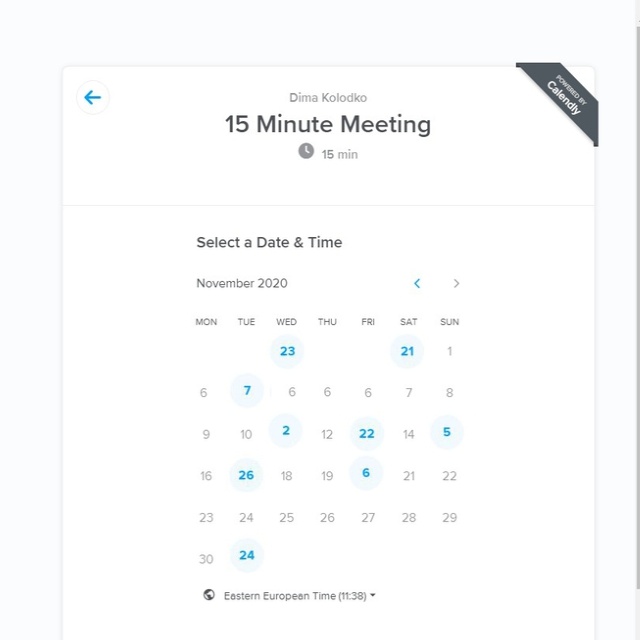 POWERED BY
Calendly
Dima Kolodko
15 Minute Meeting
15 min
Select a Date & Time
November 2020
MON TUE WED THU FRI SAT SUN
23 21 1
6 7 6 6 6 7 8
9 10 2 12 22 14 5
16 26 18 19 6 21 22
23 24 25 26 27 28 29
30 24
Eastern European Time (11:38)